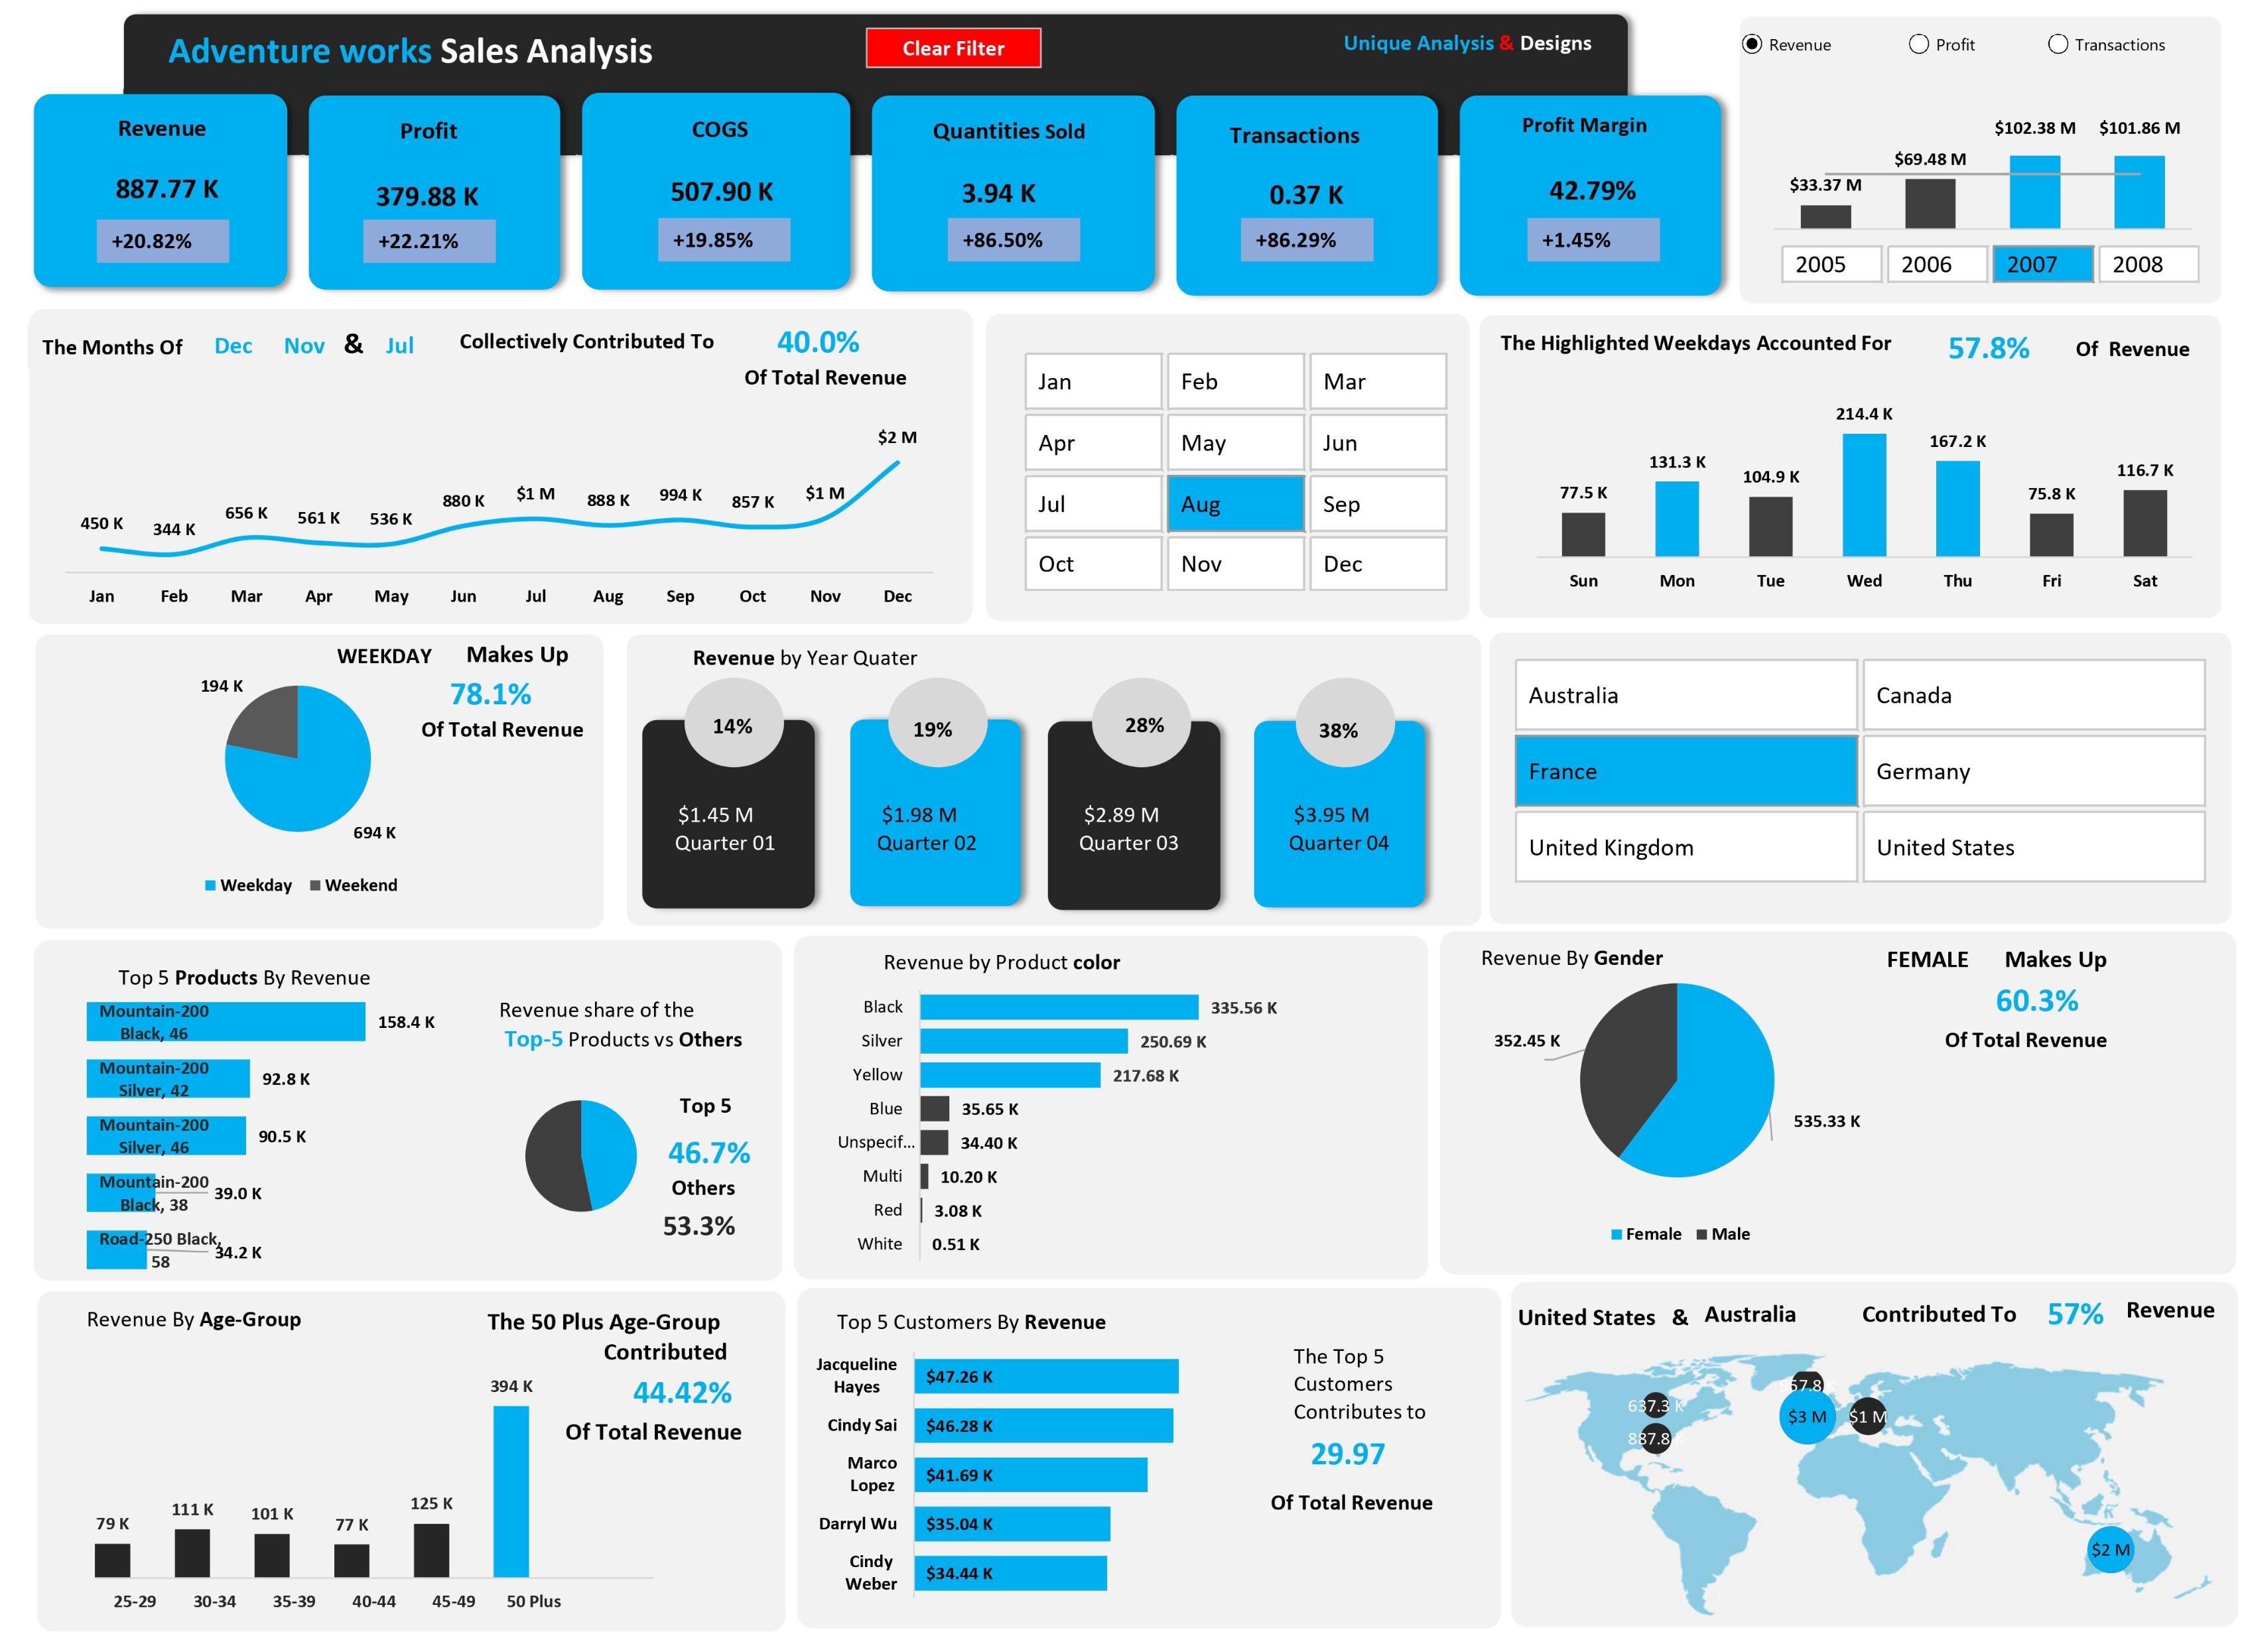 Adventure works Sales Analysis
Clear Filter
Unique Analysis & Designs
Revenue
887.77 K
+20.82%
Profit
379.88 K
+22.21%
COGS
507.90 K
+19.85%
Quantities Sold
3.94 K
+86.50%
Transactions
0.37 K
+86.29%
Profit Margin
42.79%
+1.45%
Revenue Profit Transactions
$33.37 M $69.48 M $102.38 M $101.86 M
2005 2006 2007 2008
The Months Of Dec Nov & Jul Collectively Contributed To 40.0%
Of Total Revenue
450 K 344 K 656 K 561 K 536 K 880 K $1 M 888 K 994 K 857 K $1 M $2 M
Jan Feb Mar Apr May Jun Jul Aug Sep Oct Nov Dec
Jan Feb Mar
Apr May Jun
Jul Aug Sep
Oct Nov Dec
The Highlighted Weekdays Accounted For 57.8% Of Revenue
77.5 K 131.3 K 104.9 K 214.4 K 167.2 K 75.8 K 116.7 K
Sun Mon Tue Wed Thu Fri Sat
WEEKDAY Makes Up
78.1%
Of Total Revenue
194 K
694 K
Weekday Weekend
Revenue by Year Quater
14% 19% 28% 38%
$1.45 M $1.98 M $2.89 M $3.95 M
Quarter 01 Quarter 02 Quarter 03 Quarter 04
Australia Canada
France Germany
United Kingdom United States
Top 5 Products By Revenue
Mountain-200
Black, 46
158.4 K
Mountain-200
Silver, 42
92.8 K
Mountain-200
Silver, 46
90.5 K
Mountain-200
Black, 38
39.0 K
Road-250 Black,
58
34.2 K
Revenue share of the
Top-5 Products vs Others
Top 5
46.7%
Others
53.3%
Revenue by Product color
Black 335.56 K
Silver 250.69 K
Yellow 217.68 K
Blue 35.65 K
Unspecif... 34.40 K
Multi 10.20 K
Red 3.08 K
White 0.51 K
Revenue By Gender
FEMALE Makes Up
60.3%
Of Total Revenue
352.45 K
535.33 K
Female Male
Revenue By Age-Group
The 50 Plus Age-Group
Contributed
44.42%
Of Total Revenue
79 K 111 K 101 K 77 K 125 K 394 K
25-29 30-34 35-39 40-44 45-49 50 Plus
Top 5 Customers By Revenue
Jacqueline
Hayes
$47.26 K
Cindy Sai
$46.28 K
Marco
Lopez
$41.69 K
Darryl Wu
$35.04 K
Cindy
Weber
$34.44 K
The Top 5
Customers
Contributes to
29.97
Of Total Revenue
United States & Australia Contributed To 57% Revenue
637.3 K
887.8
$3 M
$1 M
$2 M